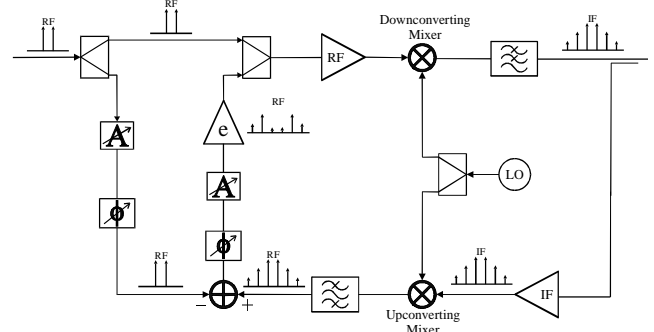 RF
RF
IF
Downconverting
Mixer
RF
RF
e
A
A
LO
ϕ
ϕ
RF
RF
IF
IF
− +
Upconverting
Mixer